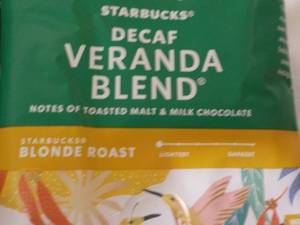 STARBUCKS®
DECAF
VERANDA
BLEND®
NOTES OF TOASTED MALT & MILK CHOCOLATE
STARBUCKS®
BLONDE ROAST
LIGHTEST DARKEST